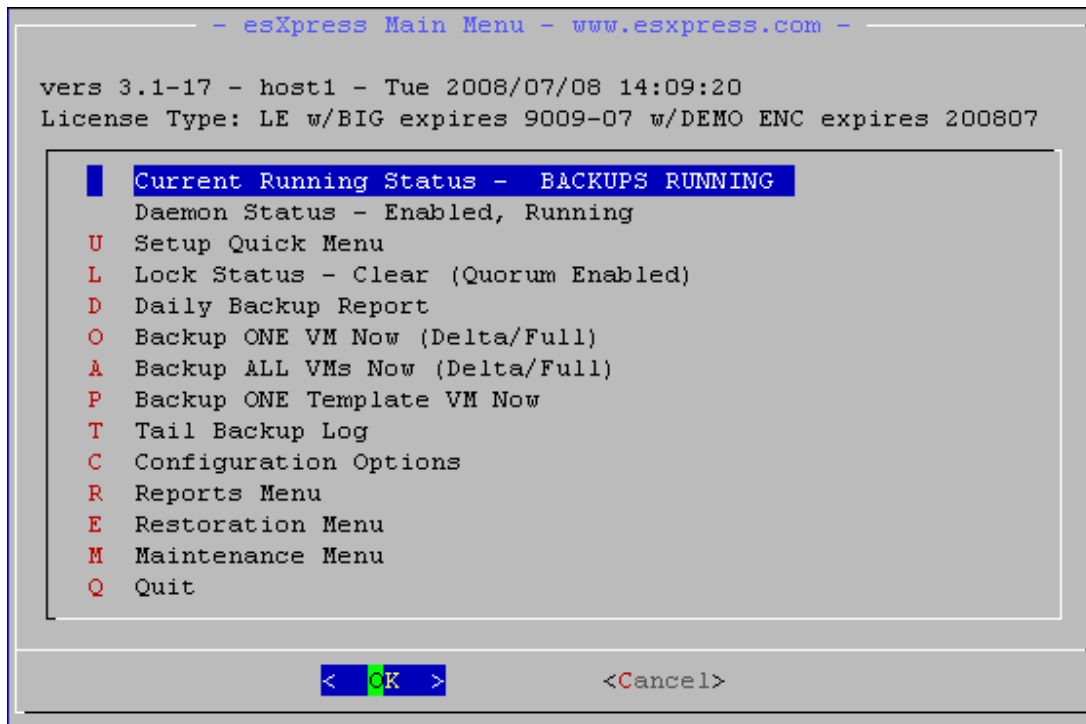 - esXpress Main Menu - www.esxpress.com -
vers 3.1-17 - host1 - Tue 2008/07/08 14:09:20
License Type: LE w/BIG expires 9009-07 w/DEMO ENC expires 200807
Current Running Status - BACKUPS RUNNING
Daemon Status - Enabled, Running
U Setup Quick Menu
L Lock Status - Clear (Quorum Enabled)
D Daily Backup Report
O Backup ONE VM Now (Delta/Full)
A Backup ALL VMs Now (Delta/Full)
P Backup ONE Template VM Now
T Tail Backup Log
C Configuration Options
R Reports Menu
E Restoration Menu
M Maintenance Menu
Q Quit
< OK > <Cancel>